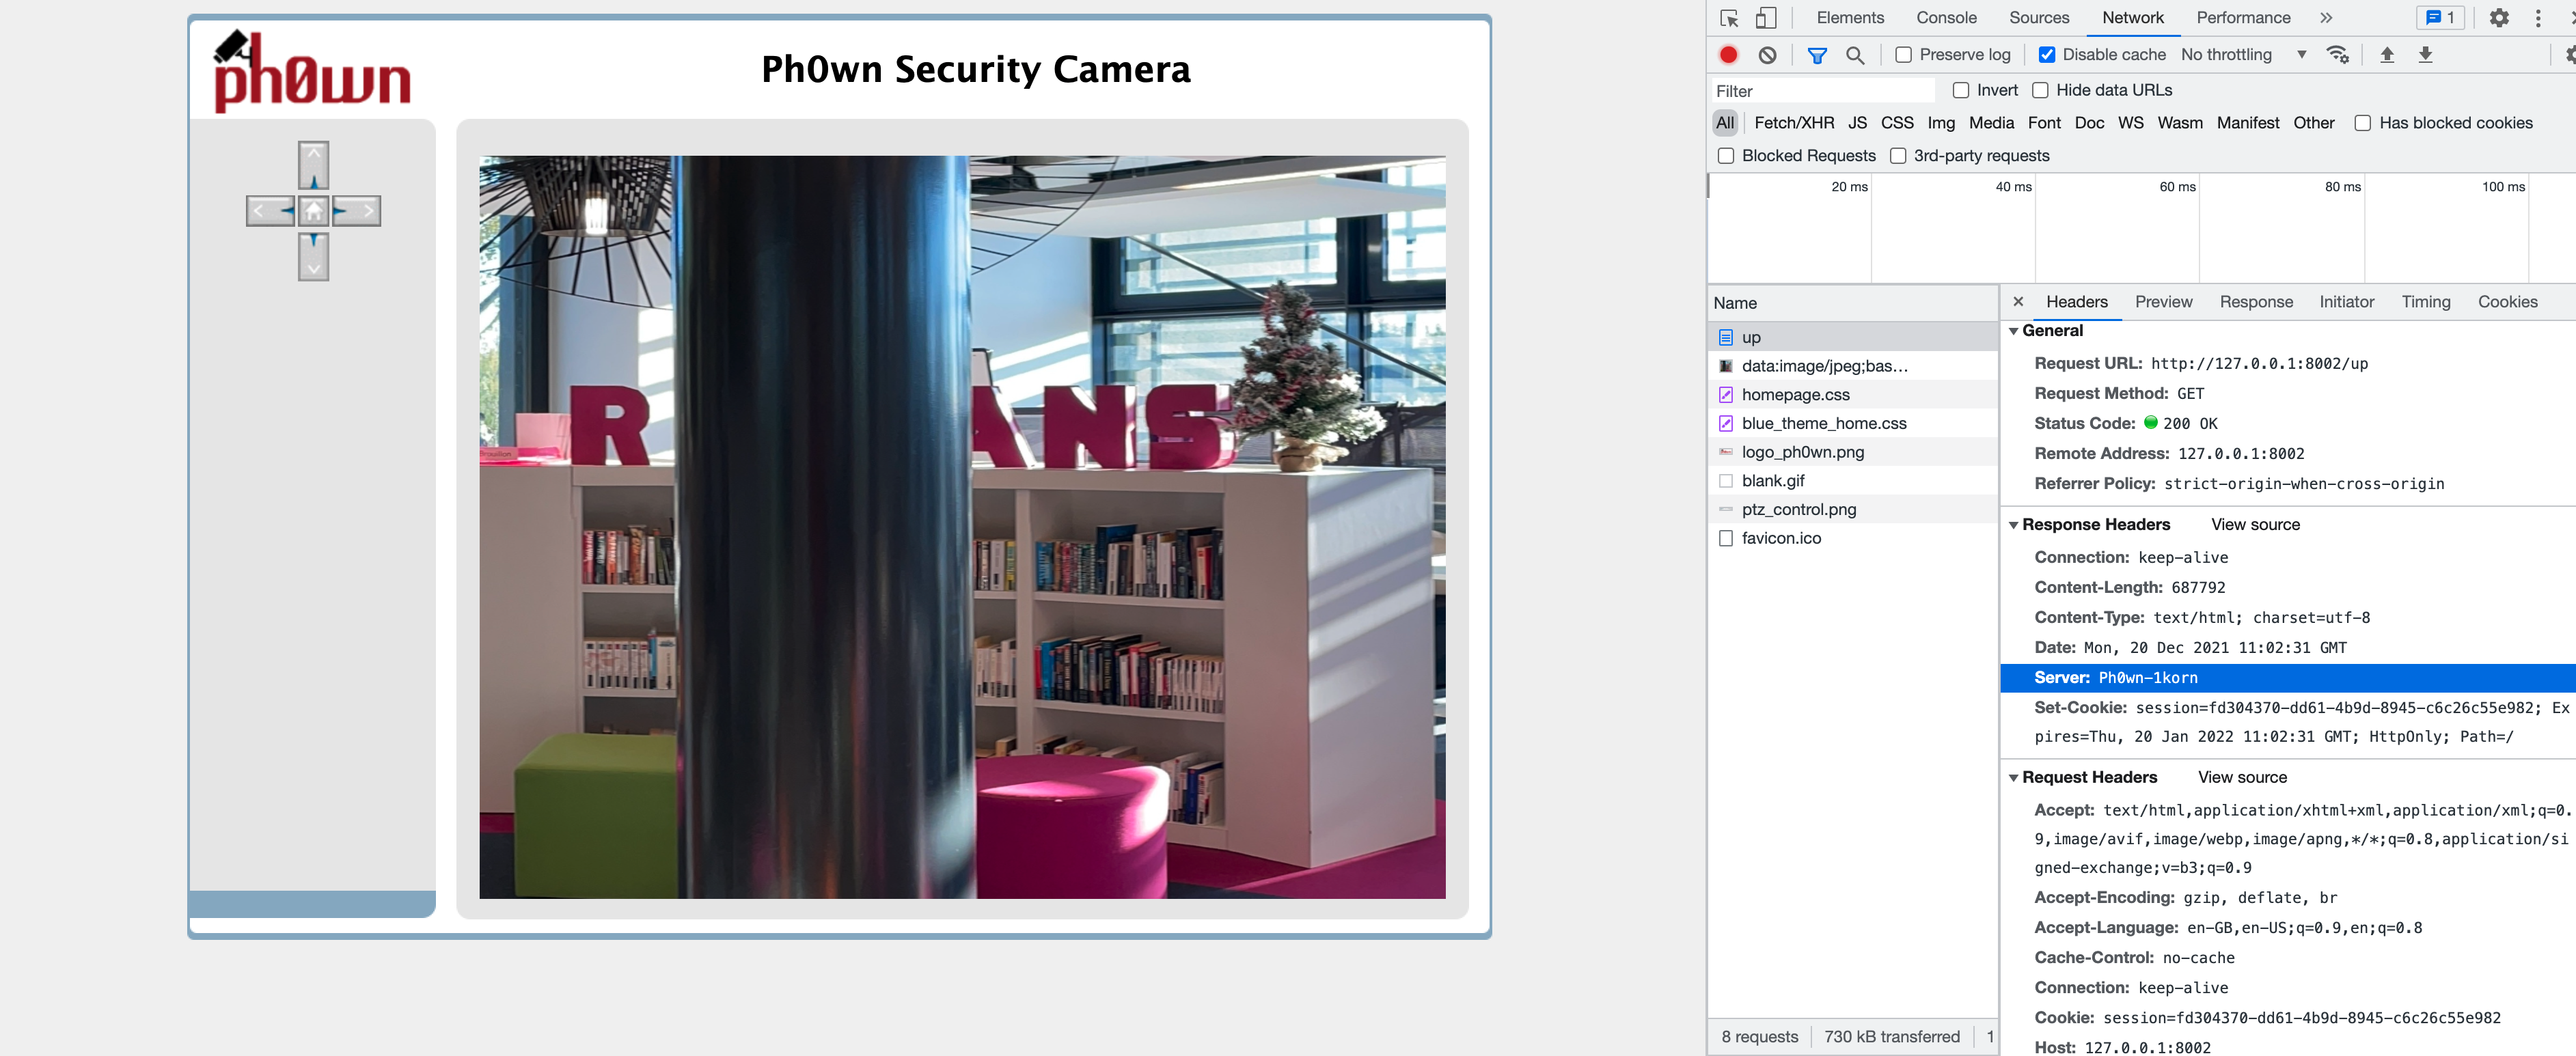 ph0wn
Ph0wn Security Camera
R ANS
Brouillon
Elements Console Sources Network Performance » 1
Preserve log Disable cache No throttling
Filter Invert Hide data URLs
All Fetch/XHR JS CSS Img Media Font Doc WS Wasm Manifest Other Has blocked cookies
Blocked Requests 3rd-party requests
20 ms 40 ms 60 ms 80 ms 100 ms
Name
up
data:image/jpeg;bas…
homepage.css
blue_theme_home.css
logo_ph0wn.png
blank.gif
ptz_control.png
favicon.ico
8 requests 730 kB transferred 1
× Headers Preview Response Initiator Timing Cookies
General
Request URL: http://127.0.0.1:8002/up
Request Method: GET
Status Code: 200 OK
Remote Address: 127.0.0.1:8002
Referrer Policy: strict-origin-when-cross-origin
Response Headers View source
Connection: keep-alive
Content-Length: 687792
Content-Type: text/html; charset=utf-8
Date: Mon, 20 Dec 2021 11:02:31 GMT
Server: Ph0wn-1korn
Set-Cookie: session=fd304370-dd61-4b9d-8945-c6c26c55e982; Ex
pires=Thu, 20 Jan 2022 11:02:31 GMT; HttpOnly; Path=/
Request Headers View source
Accept: text/html,application/xhtml+xml,application/xml;q=0.
9,image/avif,image/webp,image/apng,*/*;q=0.8,application/si
gned-exchange;v=b3;q=0.9
Accept-Encoding: gzip, deflate, br
Accept-Language: en-GB,en-US;q=0.9,en;q=0.8
Cache-Control: no-cache
Connection: keep-alive
Cookie: session=fd304370-dd61-4b9d-8945-c6c26c55e982
Host: 127.0.0.1:8002